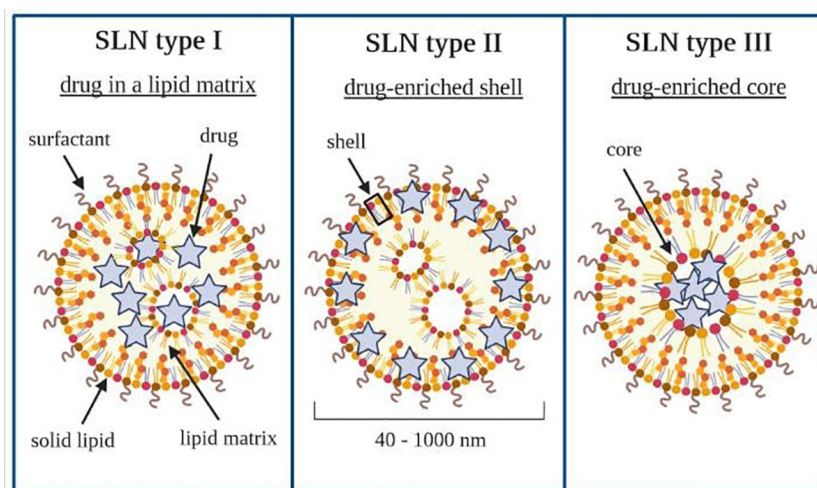 SLN type I
drug in a lipid matrix
surfactant
drug
solid lipid
lipid matrix
SLN type II
drug-enriched shell
shell
40 - 1000 nm
SLN type III
drug-enriched core
core